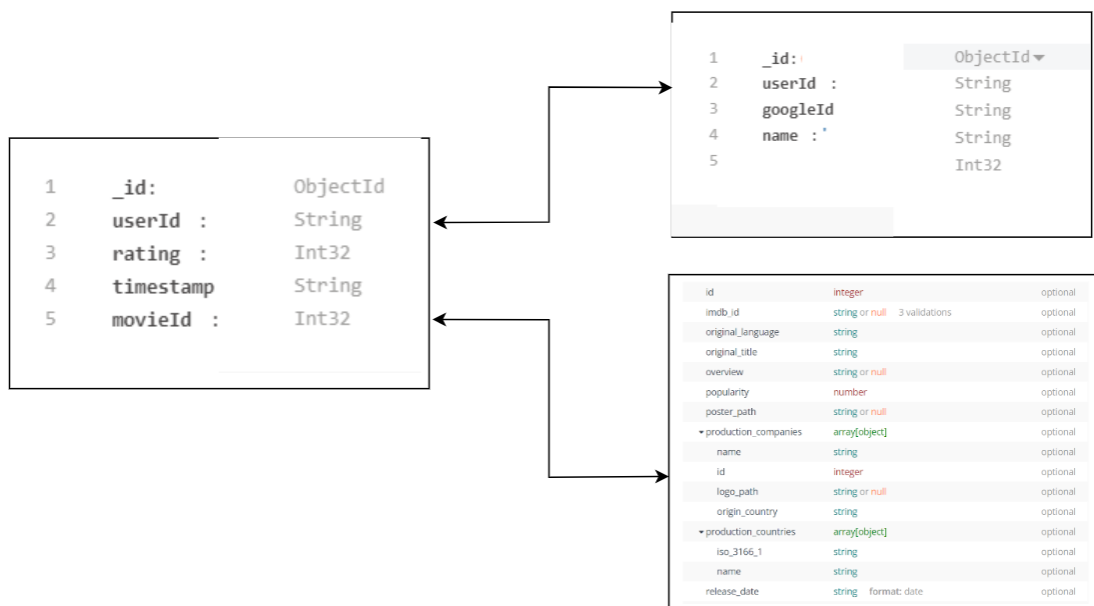 1 _id: ObjectId
2 userId : String
3 rating : Int32
4 timestamp String
5 movieId : Int32
1 _id: ObjectId
2 userId : String
3 googleId String
4 name : " String
5 Int32
id integer optional
imdb_id string or null 3 validations optional
original_language string optional
original_title string optional
overview string or null optional
popularity number optional
poster_path string or null optional
production_companies array[object] optional
name string optional
id integer optional
logo_path string or null optional
origin_country string optional
production_countries array[object] optional
iso_3166_1 string optional
name string optional
release_date string format: date optional